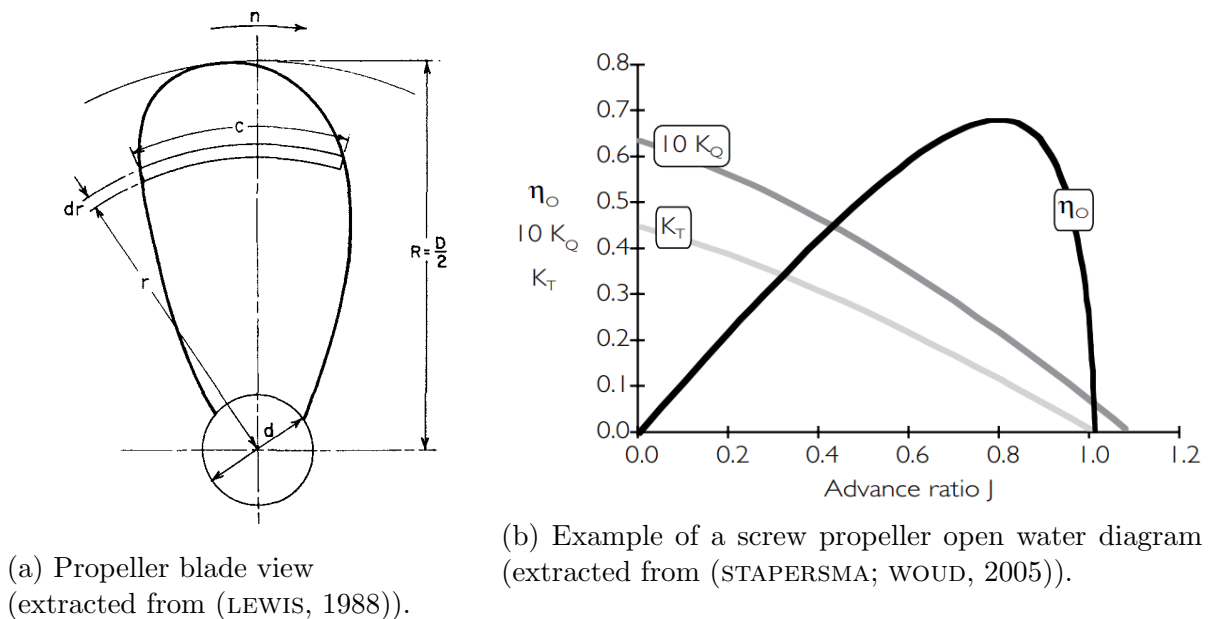 n
c
dr
r
R = D/2
d
0.8
0.7
0.6
0.5
0.4
0.3
0.2
0.1
0.0
η₀
10 K_Q
K_T
10 K_Q
K_T
η₀
0.0 0.2 0.4 0.6 0.8 1.0 1.2
Advance ratio J
(a) Propeller blade view
(extracted from (LEWIS, 1988)).
(b) Example of a screw propeller open water diagram
(extracted from (STAPERSMA; WOUD, 2005)).